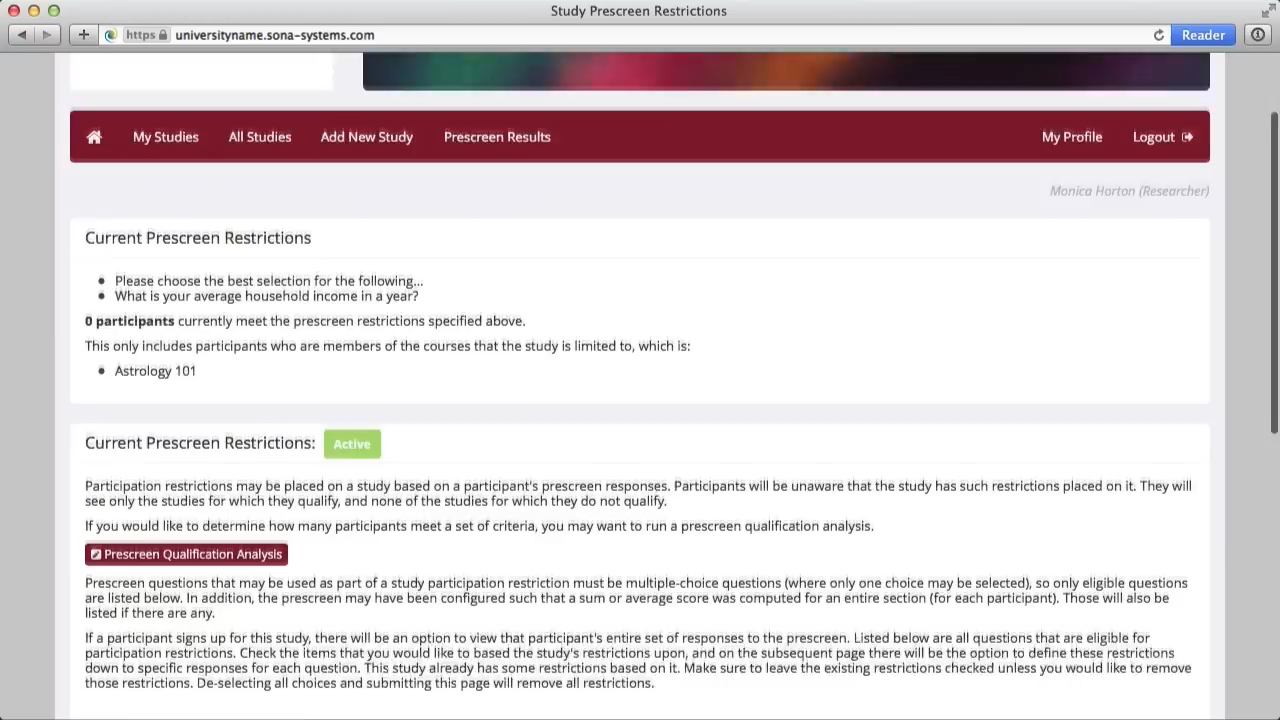 Study Prescreen Restrictions
https universityname.sona-systems.com
Reader
My Studies All Studies Add New Study Prescreen Results My Profile Logout
Monica Horton (Researcher)
Current Prescreen Restrictions
Please choose the best selection for the following...
What is your average household income in a year?
0 participants currently meet the prescreen restrictions specified above.
This only includes participants who are members of the courses that the study is limited to, which is:
Astrology 101
Current Prescreen Restrictions: Active
Participation restrictions may be placed on a study based on a participant's prescreen responses. Participants will be unaware that the study has such restrictions placed on it. They will
see only the studies for which they qualify, and none of the studies for which they do not qualify.
If you would like to determine how many participants meet a set of criteria, you may want to run a prescreen qualification analysis.
Prescreen Qualification Analysis
Prescreen questions that may be used as part of a study participation restriction must be multiple-choice questions (where only one choice may be selected), so only eligible questions
are listed below. In addition, the prescreen may have been configured such that a sum or average score was computed for an entire section (for each participant). Those will also be
listed if there are any.
If a participant signs up for this study, there will be an option to view that participant's entire set of responses to the prescreen. Listed below are all questions that are eligible for
participation restrictions. Check the items that you would like to based the study's restrictions upon, and on the subsequent page there will be the option to define these restrictions
down to specific responses for each question. This study already has some restrictions based on it. Make sure to leave the existing restrictions checked unless you would like to remove
those restrictions. De-selecting all choices and submitting this page will remove all restrictions.